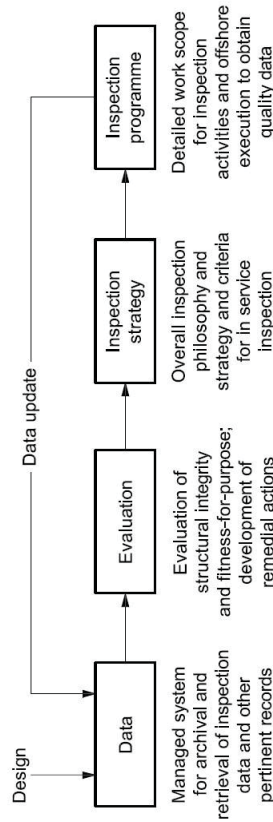 Design
Data update
Data
Evaluation
Inspection
strategy
Inspection
programme
Managed system
for archival and
retrieval of inspection
data and other
pertinent records
Evaluation of
structural integrity
and fitness-for-purpose;
development of
remedial actions
Overall inspection
philosophy and
strategy and criteria
for in service
inspection
Detailed work scope
for inspection
activities and offshore
execution to obtain
quality data